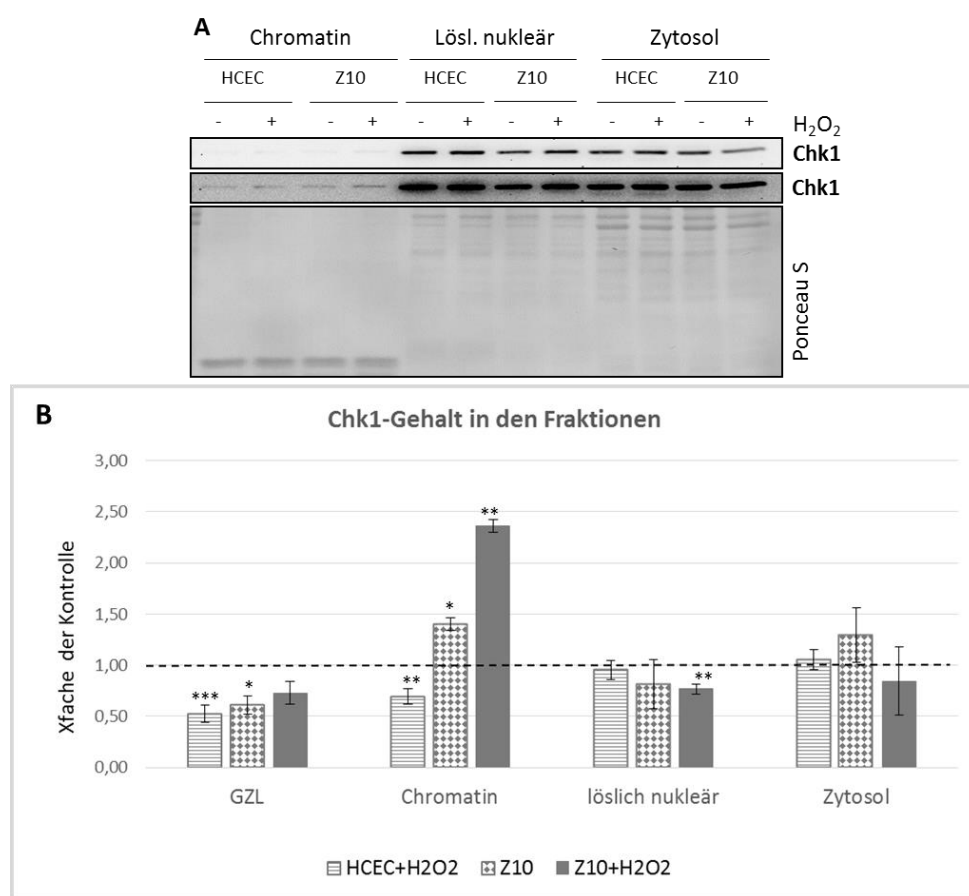 A
Chromatin Lösl. nukleär Zytosol
HCEC Z10 HCEC Z10 HCEC Z10
- + - + - + - + - + - + H₂O₂
Chk1
Chk1
Ponceau S
B
Chk1-Gehalt in den Fraktionen
Xfache der Kontrolle
3,00
2,50
2,00
1,50
1,00
0,50
0,00
*** * ** * ** **
GZL Chromatin löslich nukleär Zytosol
HCEC+H2O2 Z10 Z10+H2O2